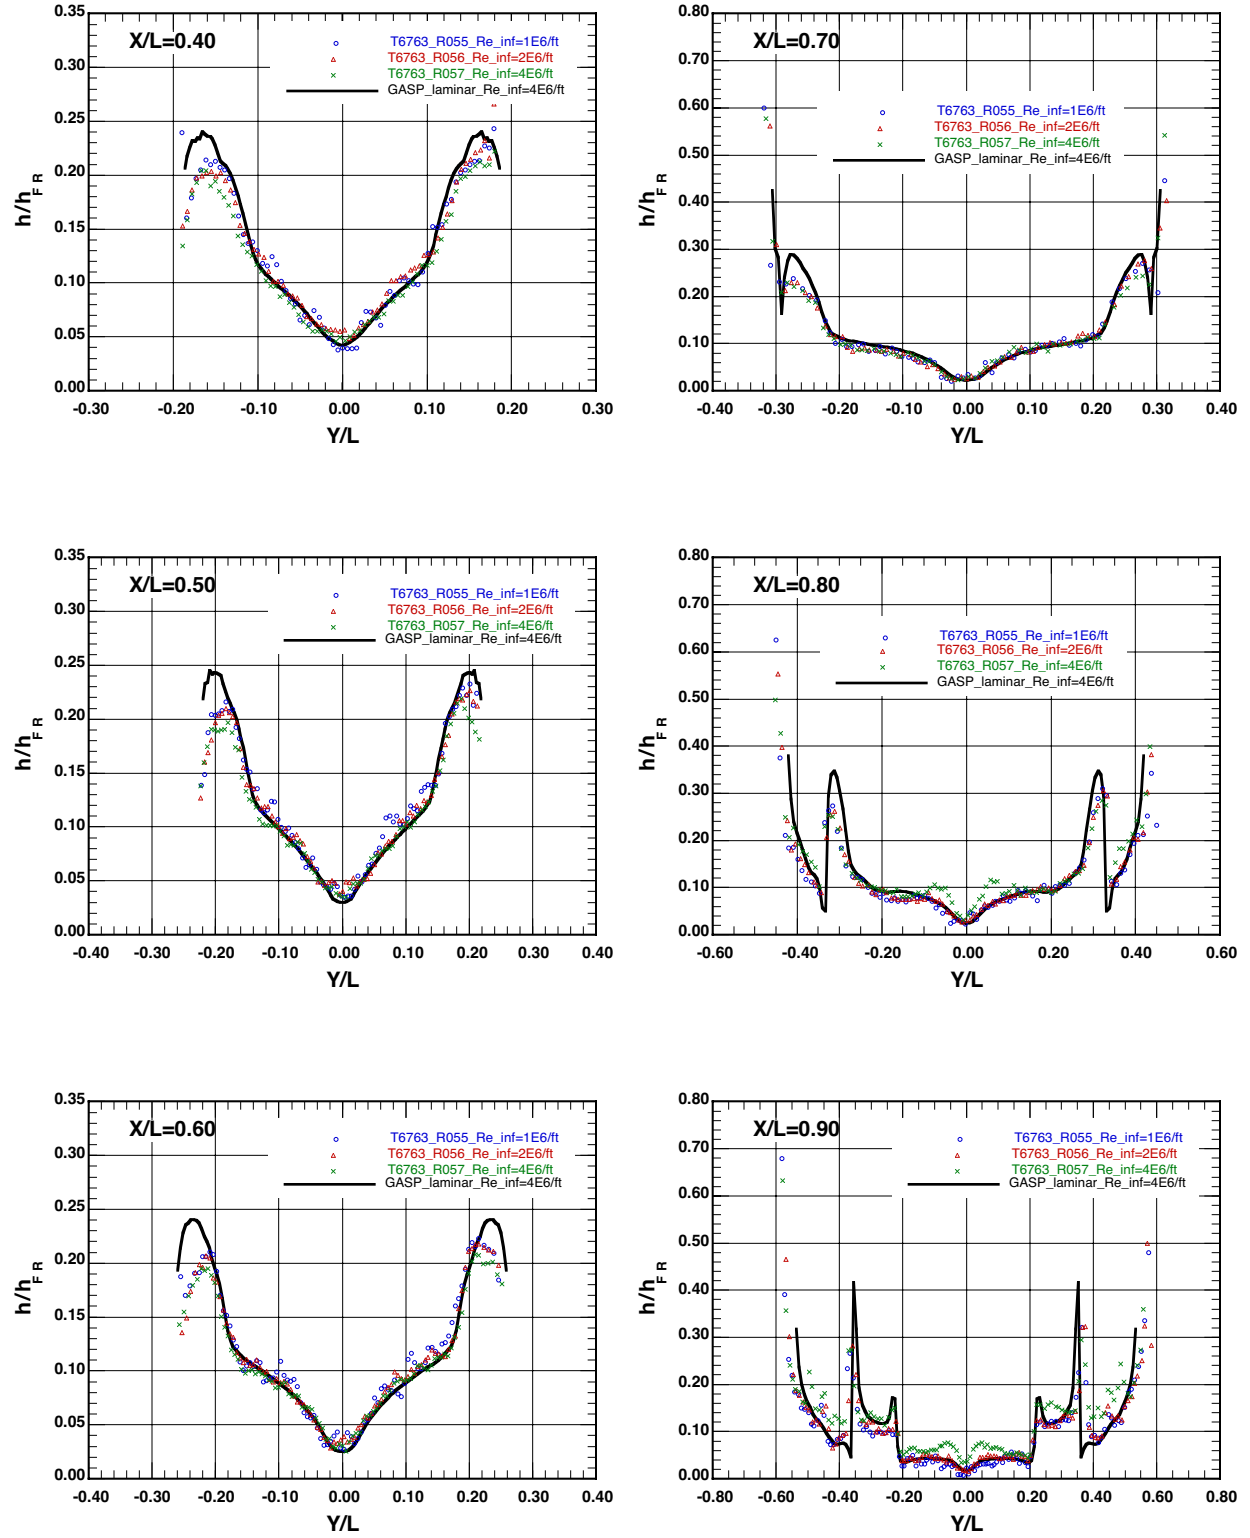 X/L=0.40
T6763_R055_Re_inf=1E6/ft
T6763_R056_Re_inf=2E6/ft
T6763_R057_Re_inf=4E6/ft
GASP_laminar_Re_inf=4E6/ft
0.35
0.30
0.25
0.20
0.15
0.10
0.05
0.00
h/hFR
-0.30 -0.20 -0.10 0.00 0.10 0.20 0.30
Y/L
X/L=0.70
T6763_R055_Re_inf=1E6/ft
T6763_R056_Re_inf=2E6/ft
T6763_R057_Re_inf=4E6/ft
GASP_laminar_Re_inf=4E6/ft
0.80
0.70
0.60
0.50
0.40
0.30
0.20
0.10
0.00
h/hFR
-0.40 -0.30 -0.20 -0.10 0.00 0.10 0.20 0.30 0.40
Y/L
X/L=0.50
T6763_R055_Re_inf=1E6/ft
T6763_R056_Re_inf=2E6/ft
T6763_R057_Re_inf=4E6/ft
GASP_laminar_Re_inf=4E6/ft
0.35
0.30
0.25
0.20
0.15
0.10
0.05
0.00
h/hFR
-0.40 -0.30 -0.20 -0.10 0.00 0.10 0.20 0.30 0.40
Y/L
X/L=0.80
T6763_R055_Re_inf=1E6/ft
T6763_R056_Re_inf=2E6/ft
T6763_R057_Re_inf=4E6/ft
GASP_laminar_Re_inf=4E6/ft
0.80
0.70
0.60
0.50
0.40
0.30
0.20
0.10
0.00
h/hFR
-0.60 -0.40 -0.20 0.00 0.20 0.40 0.60
Y/L
X/L=0.60
T6763_R055_Re_inf=1E6/ft
T6763_R056_Re_inf=2E6/ft
T6763_R057_Re_inf=4E6/ft
GASP_laminar_Re_inf=4E6/ft
0.35
0.30
0.25
0.20
0.15
0.10
0.05
0.00
h/hFR
-0.40 -0.30 -0.20 -0.10 0.00 0.10 0.20 0.30 0.40
Y/L
X/L=0.90
T6763_R055_Re_inf=1E6/ft
T6763_R056_Re_inf=2E6/ft
T6763_R057_Re_inf=4E6/ft
GASP_laminar_Re_inf=4E6/ft
0.80
0.70
0.60
0.50
0.40
0.30
0.20
0.10
0.00
h/hFR
-0.80 -0.60 -0.40 -0.20 0.00 0.20 0.40 0.60 0.80
Y/L